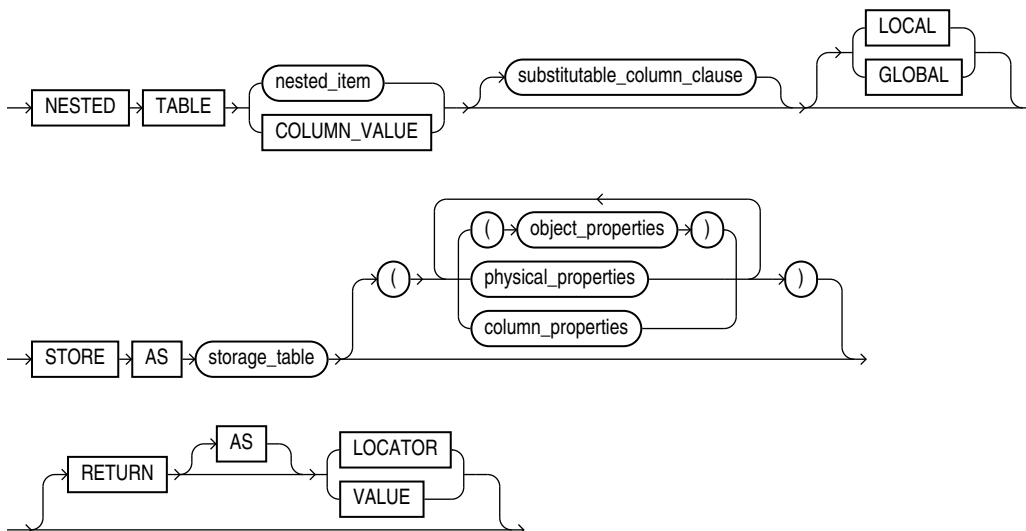 LOCAL
nested_item substitutable_column_clause GLOBAL
NESTED TABLE COLUMN_VALUE
( object_properties )
( physical_properties )
column_properties
STORE AS storage_table
AS LOCATOR
RETURN VALUE